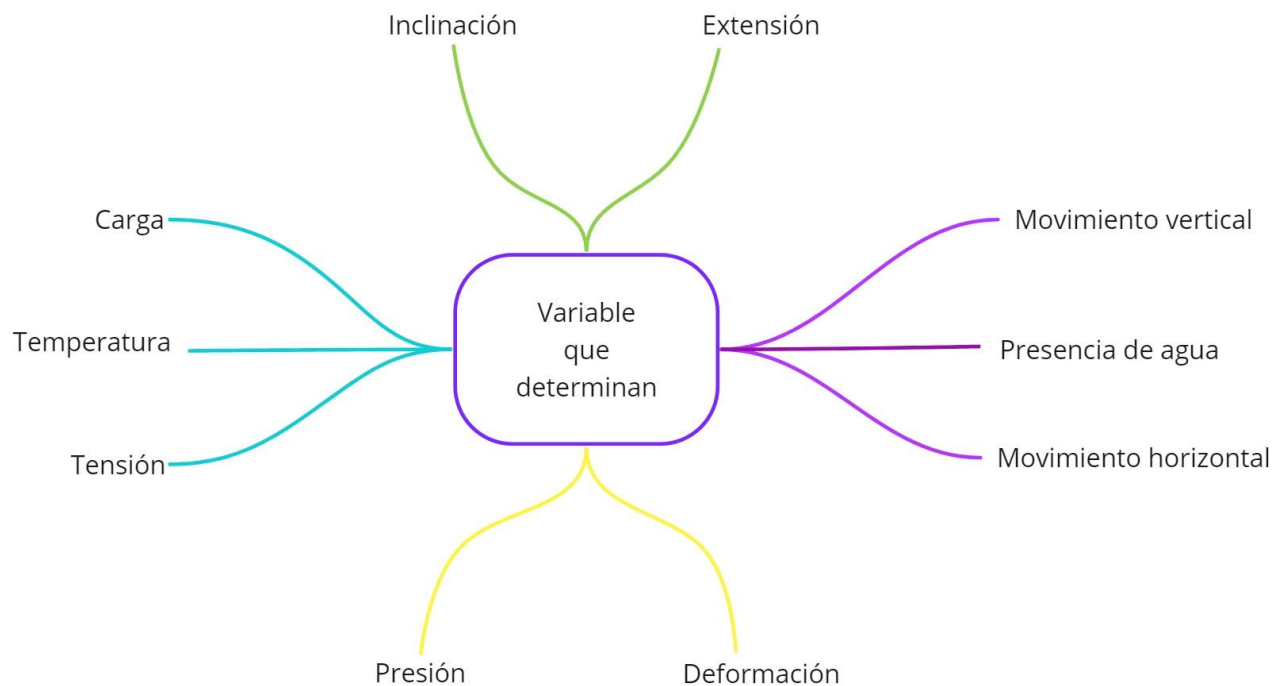 Inclinación
Extensión
Carga
Movimiento vertical
Variable
que
determinan
Temperatura
Presencia de agua
Tensión
Movimiento horizontal
Presión
Deformación